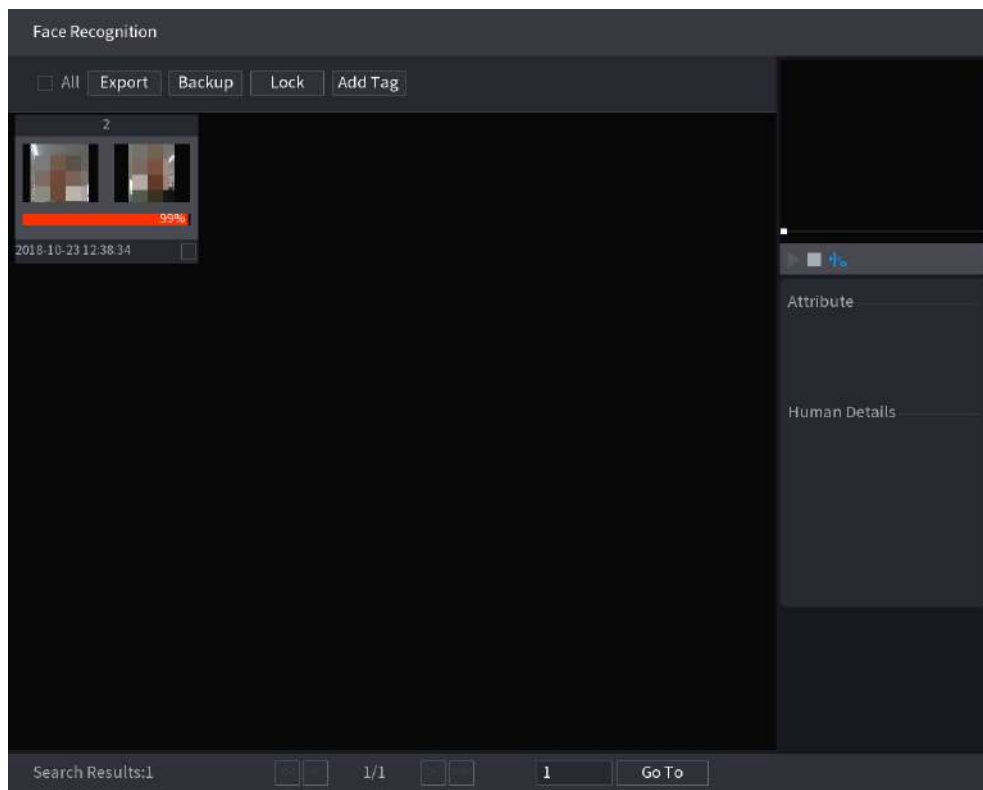 Face Recognition
All Export Backup Lock Add Tag
2
99%
2018-10-23 12:38:34
Attribute
Human Details
Search Results:1 1/1 1 Go To